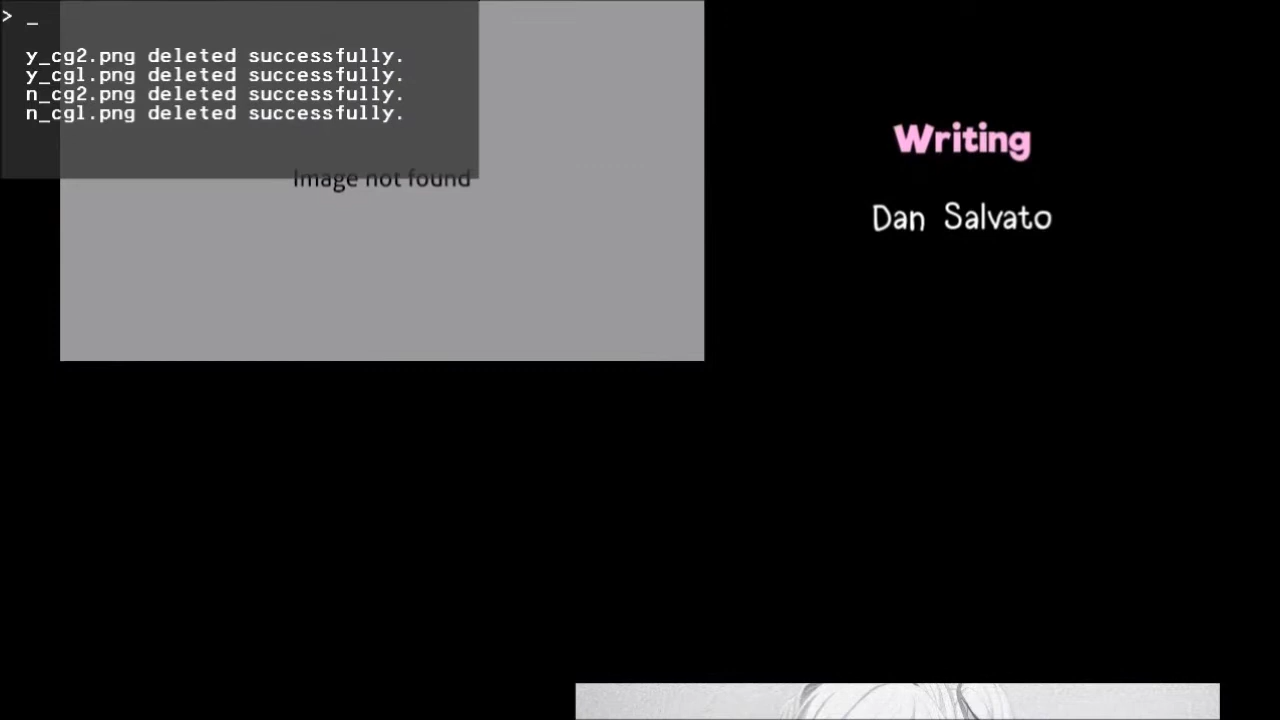 > _
y_cg2.png deleted successfully.
y_cg1.png deleted successfully.
n_cg2.png deleted successfully.
n_cg1.png deleted successfully.
Image not found
Writing
Dan Salvato